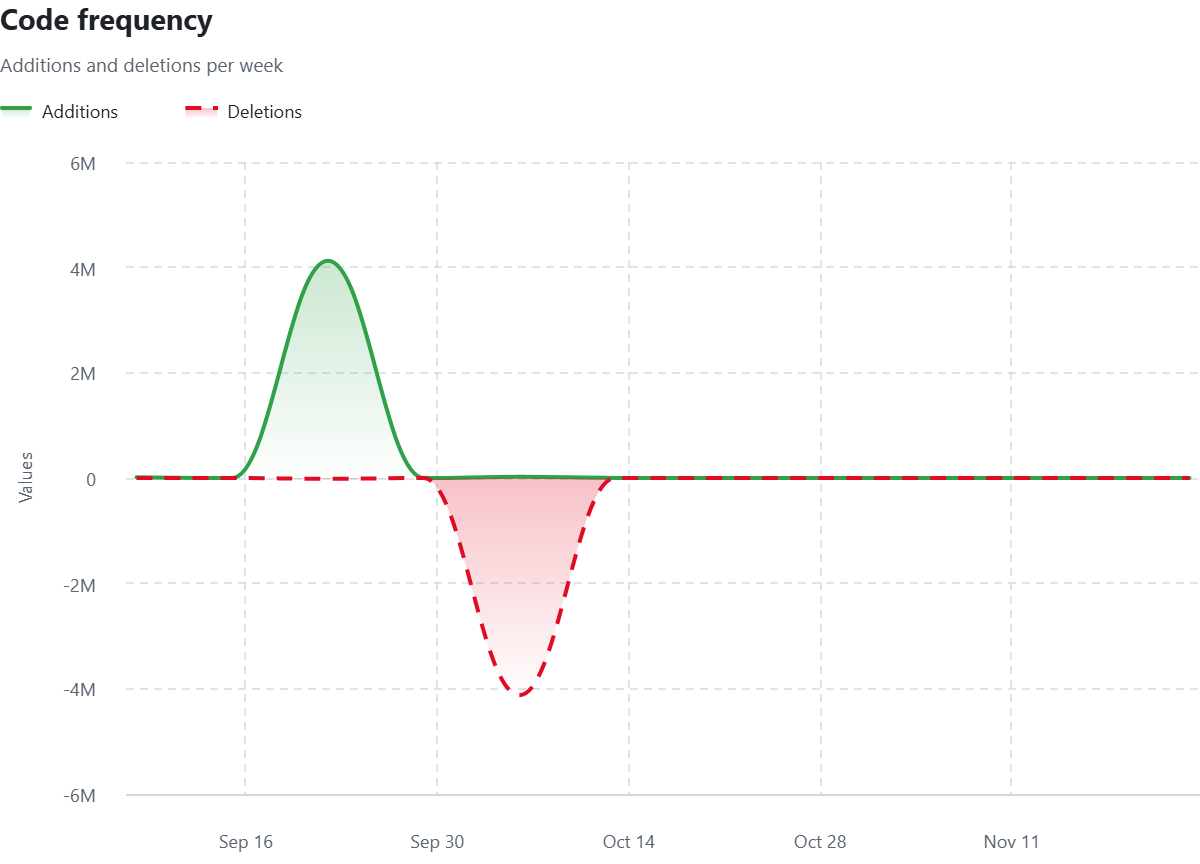 Code frequency
Additions and deletions per week
Additions Deletions
6M
4M
2M
0
-2M
-4M
-6M
Values
Sep 16 Sep 30 Oct 14 Oct 28 Nov 11